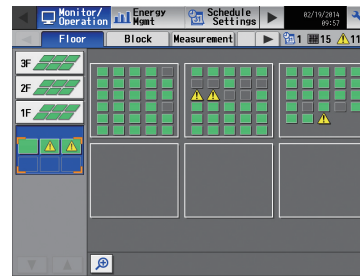 Monitor/ Operation
Energy Mgmt
Schedule Settings
02/19/2014 09:57
Floor
Block
Measurement
1
15
11
3F
2F
1F